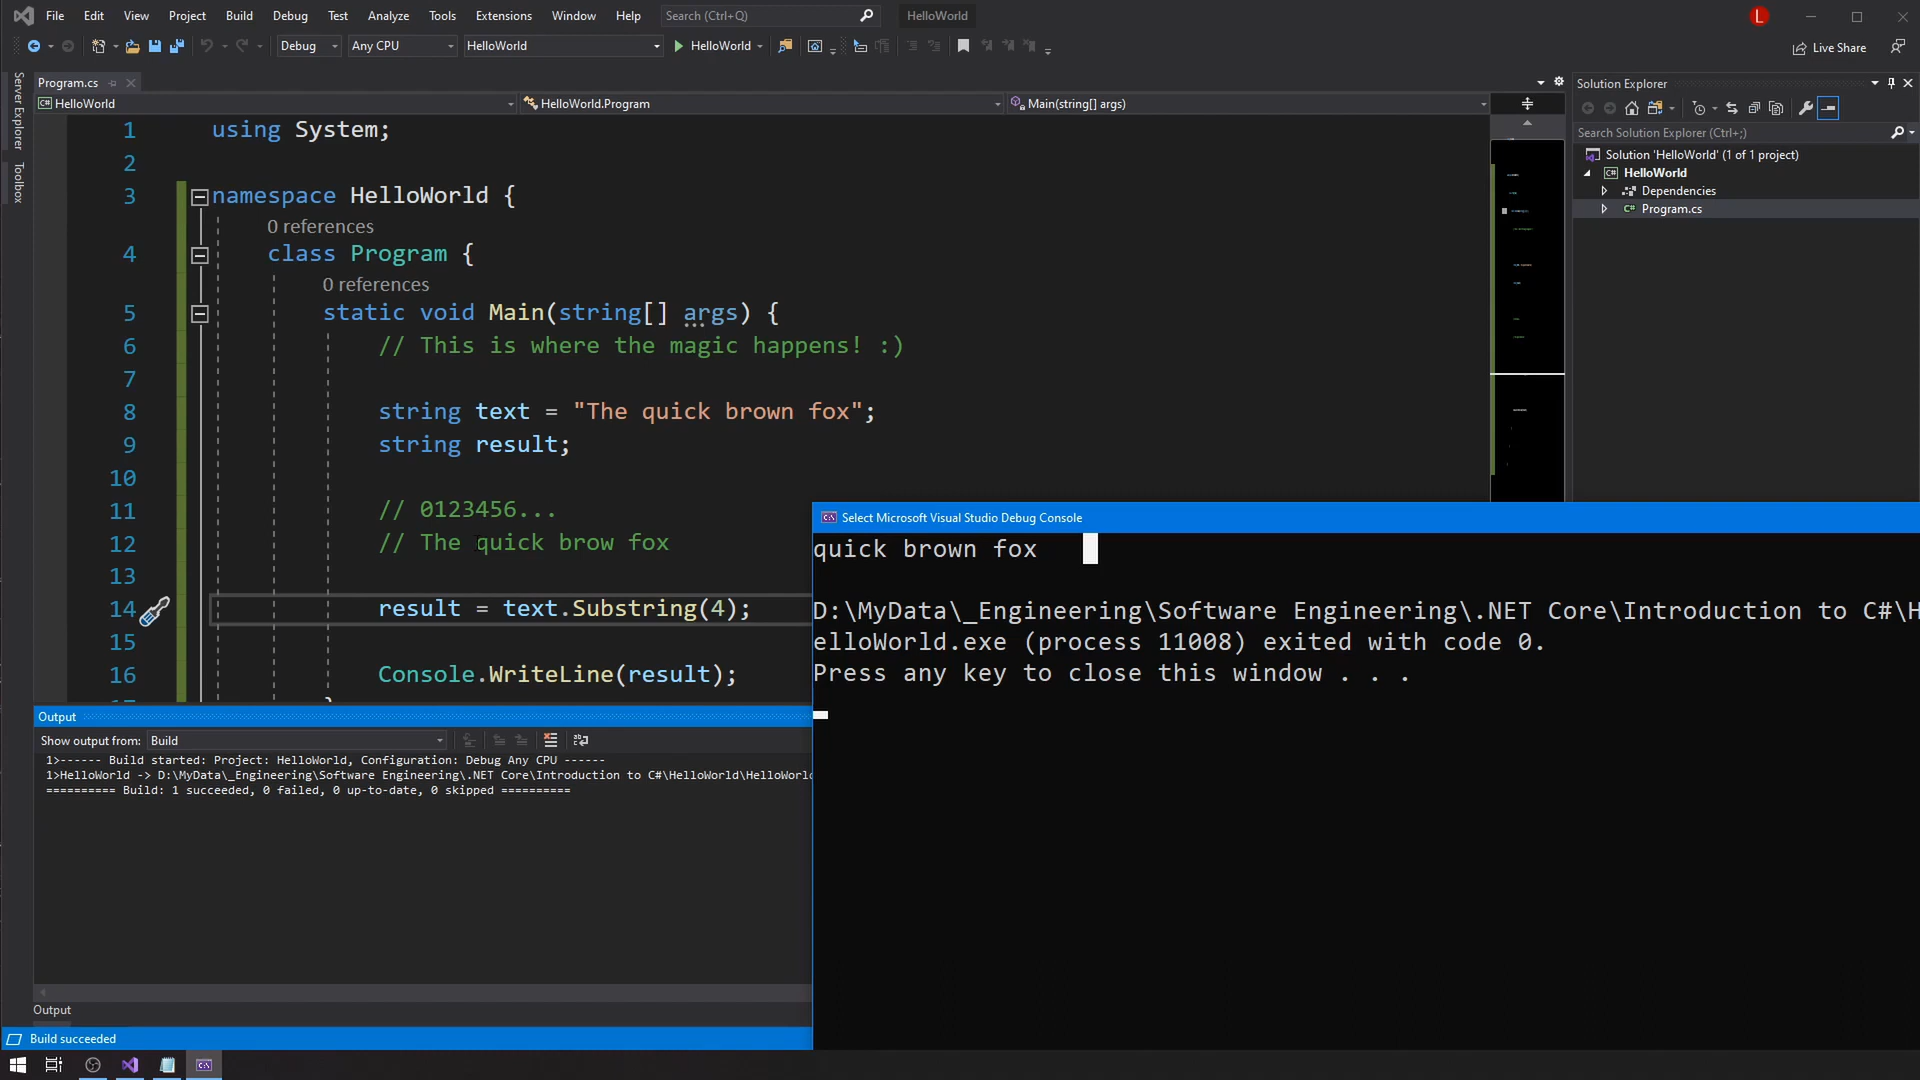 File Edit View Project Build Debug Test Analyze Tools Extensions Window Help Search (Ctrl+Q) HelloWorld L
Debug Any CPU HelloWorld HelloWorld Live Share
Program.cs
HelloWorld HelloWorld.Program Main(string[] args)
Server Explorer
Toolbox
1 using System;
2
3 namespace HelloWorld {
0 references
4 class Program {
0 references
5 static void Main(string[] args) {
6 // This is where the magic happens! :)
7
8 string text = "The quick brown fox";
9 string result;
10
11 // 0123456...
12 // The quick brow fox
13
14 result = text.Substring(4);
15
16 Console.WriteLine(result);
17 }
Solution Explorer
Search Solution Explorer (Ctrl+;)
Solution 'HelloWorld' (1 of 1 project)
HelloWorld
Dependencies
Program.cs
Select Microsoft Visual Studio Debug Console
quick brown fox
D:\MyData\_Engineering\Software Engineering\.NET Core\Introduction to C#\H
elloWorld.exe (process 11008) exited with code 0.
Press any key to close this window . . .
Output
Show output from: Build
1>------ Build started: Project: HelloWorld, Configuration: Debug Any CPU ------
1>HelloWorld -> D:\MyData\_Engineering\Software Engineering\.NET Core\Introduction to C#\HelloWorld\HelloWorld
========== Build: 1 succeeded, 0 failed, 0 up-to-date, 0 skipped ==========
Output
Build succeeded